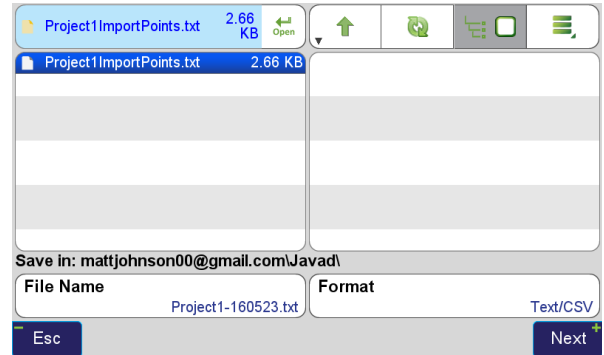 Project1ImportPoints.txt 2.66 KB Open
Project1ImportPoints.txt 2.66 KB
Save in: mattjohnson00@gmail.com\Javad\
File Name Format
Project1-160523.txt Text/CSV
Esc Next